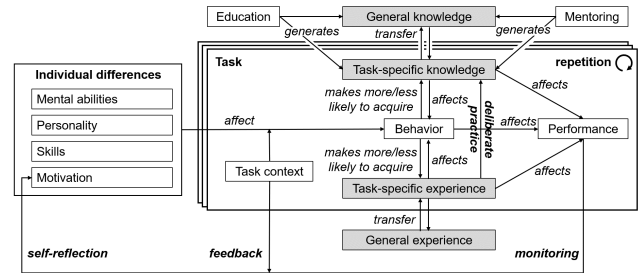 Education
General knowledge
Mentoring
generates
transfer
generates
Task
repetition
Individual differences
Mental abilities
Personality
Skills
Motivation
Task-specific knowledge
makes more/less
likely to acquire
affects
deliberate
practice
affects
affect
Behavior
affects
Performance
makes more/less
likely to acquire
affects
affects
Task context
Task-specific experience
transfer
General experience
self-reflection
feedback
monitoring